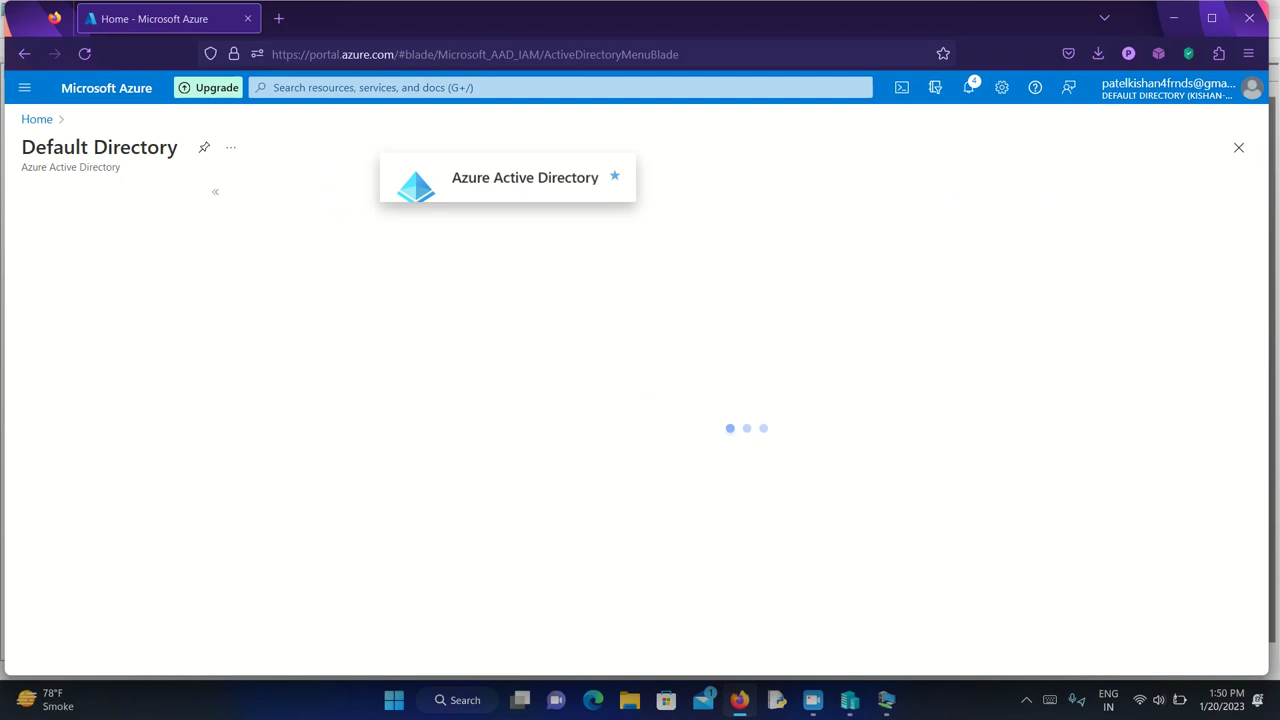 Home - Microsoft Azure
https://portal.azure.com/#blade/Microsoft_AAD_IAM/ActiveDirectoryMenuBlade
Microsoft Azure
Upgrade
Search resources, services, and docs (G+/)
4
patelkishan4frnds@gma...
DEFAULT DIRECTORY (KISHAN-...
Home
Default Directory
Azure Active Directory
Azure Active Directory
78°F
Smoke
Search
1
ENG
IN
1:50 PM
1/20/2023